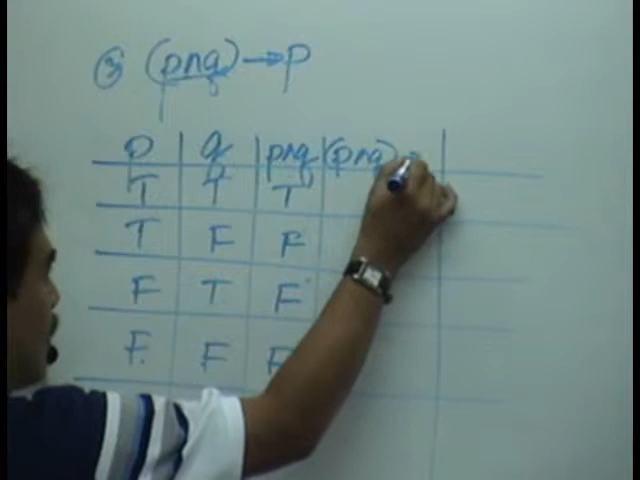 ③ (p∧q) → p
p q p∧q (p∧q)
T T T
T F F
F T F
F F F